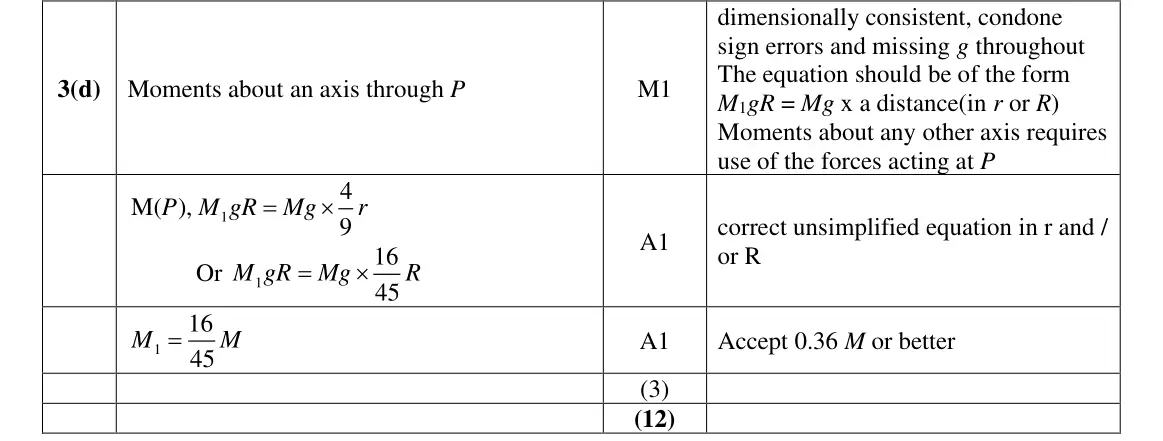 dimensionally consistent, condone
sign errors and missing g throughout
3(d) Moments about an axis through P M1 The equation should be of the form
M₁gR = Mg x a distance(in r or R)
Moments about any other axis requires
use of the forces acting at P
M(P), M₁gR = Mg × 4/9 r
Or M₁gR = Mg × 16/45 R
A1
correct unsimplified equation in r and /
or R
M₁ = 16/45 M A1 Accept 0.36 M or better
(3)
(12)